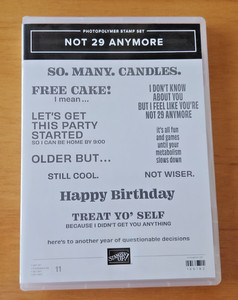 PHOTOPOLYMER STAMP SET
NOT 29 ANYMORE
SO. MANY. CANDLES.
FREE CAKE!
I mean...
I DON'T KNOW
ABOUT YOU
BUT I FEEL LIKE YOU'RE
NOT 29 ANYMORE
LET'S GET
THIS PARTY
STARTED
SO I CAN BE HOME BY 9:00
it's all fun
and games
until your
metabolism
slows down
OLDER BUT...
STILL COOL.
NOT WISER.
Happy Birthday
TREAT YO' SELF
BECAUSE I DIDN'T GET YOU ANYTHING
here's to another year of questionable decisions
11
STAMPIN' UP!